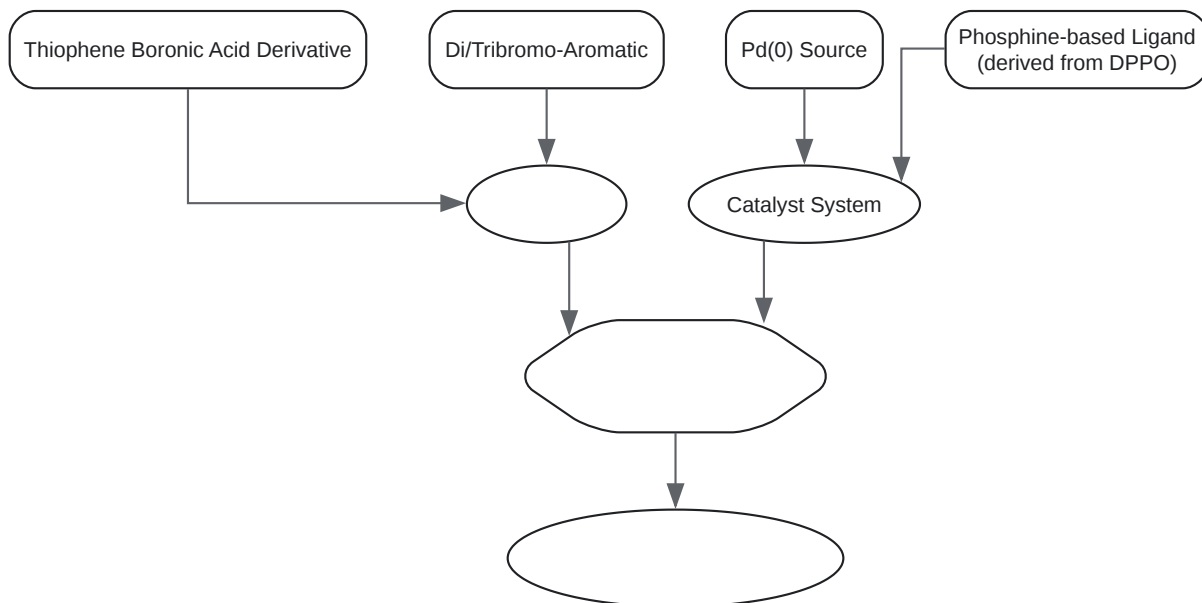 Thiophene Boronic Acid Derivative
Di/Tribromo-Aromatic
Pd(0) Source
Phosphine-based Ligand
(derived from DPPO)
Catalyst System